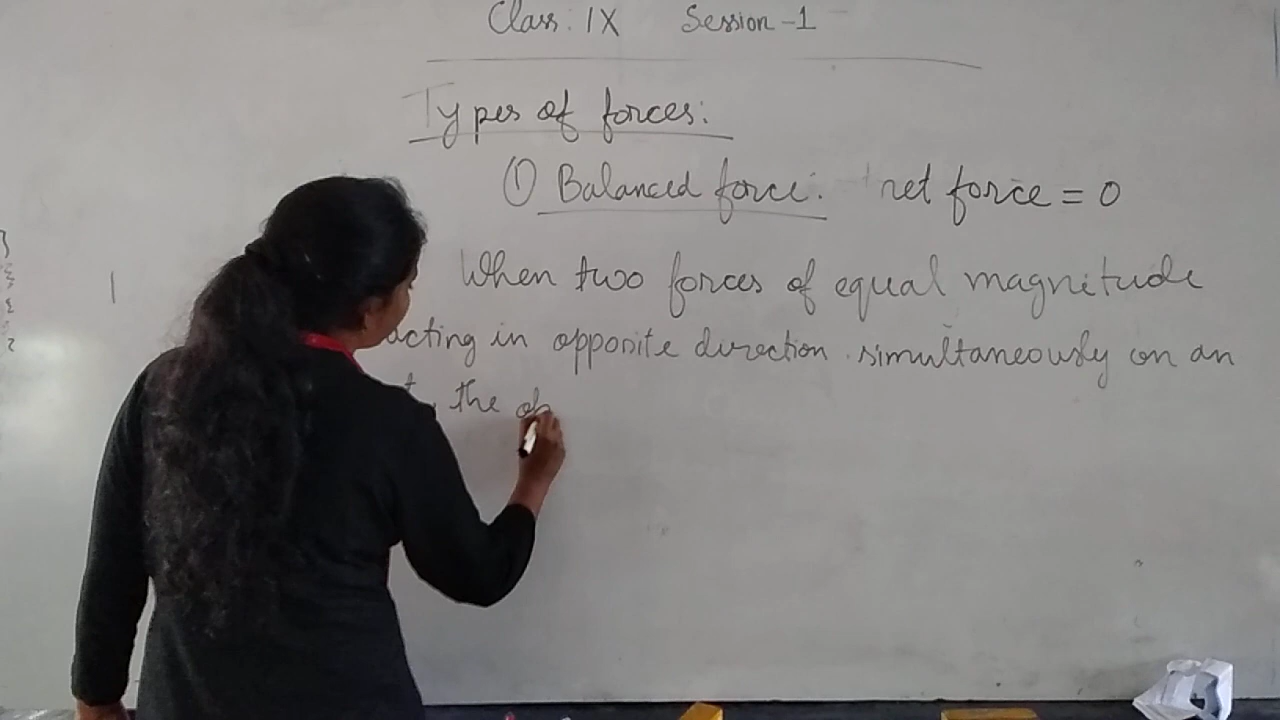 Class: IX Session-1
Types of forces:
① Balanced force: net force = 0
When two forces of equal magnitude
acting in opposite direction simultaneously on an
the ob